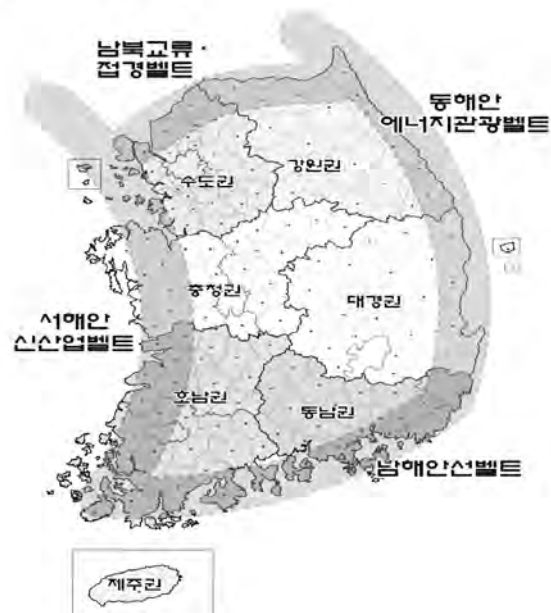 남북교류·
접경벨트
동해안
에너지관광벨트
강원권
수도권
충청권
대경권
서해안
신산업벨트
호남권
동남권
남해안선벨트
제주권